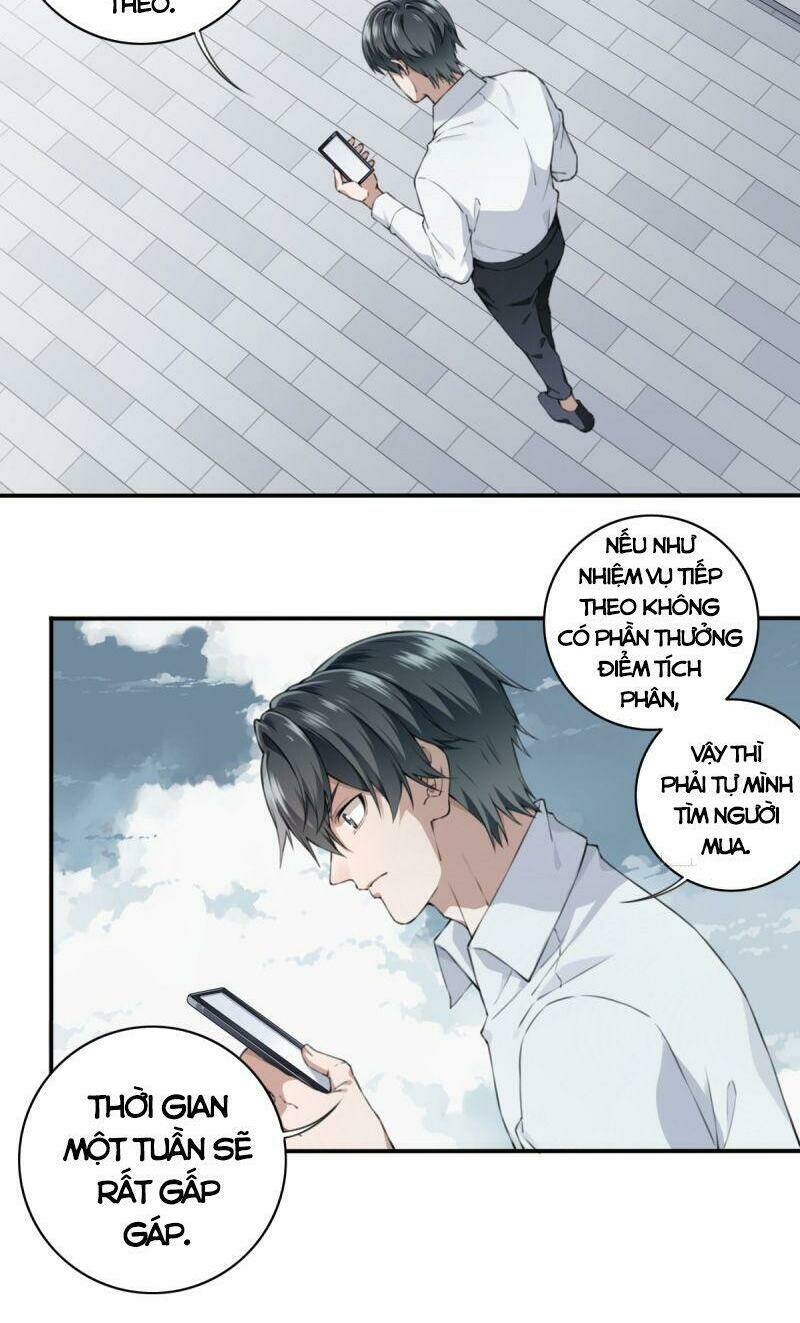 THEO.
NẾU NHƯ
NHIỆM VỤ TIẾP
THEO KHÔNG
CÓ PHẦN THƯỞNG
ĐIỂM TÍCH
PHÂN,
VẬY THÌ
PHẢI TỰ MÌNH
TÌM NGƯỜI
MUA.
THỜI GIAN
MỘT TUẦN SẼ
RẤT GẤP
GÁP.